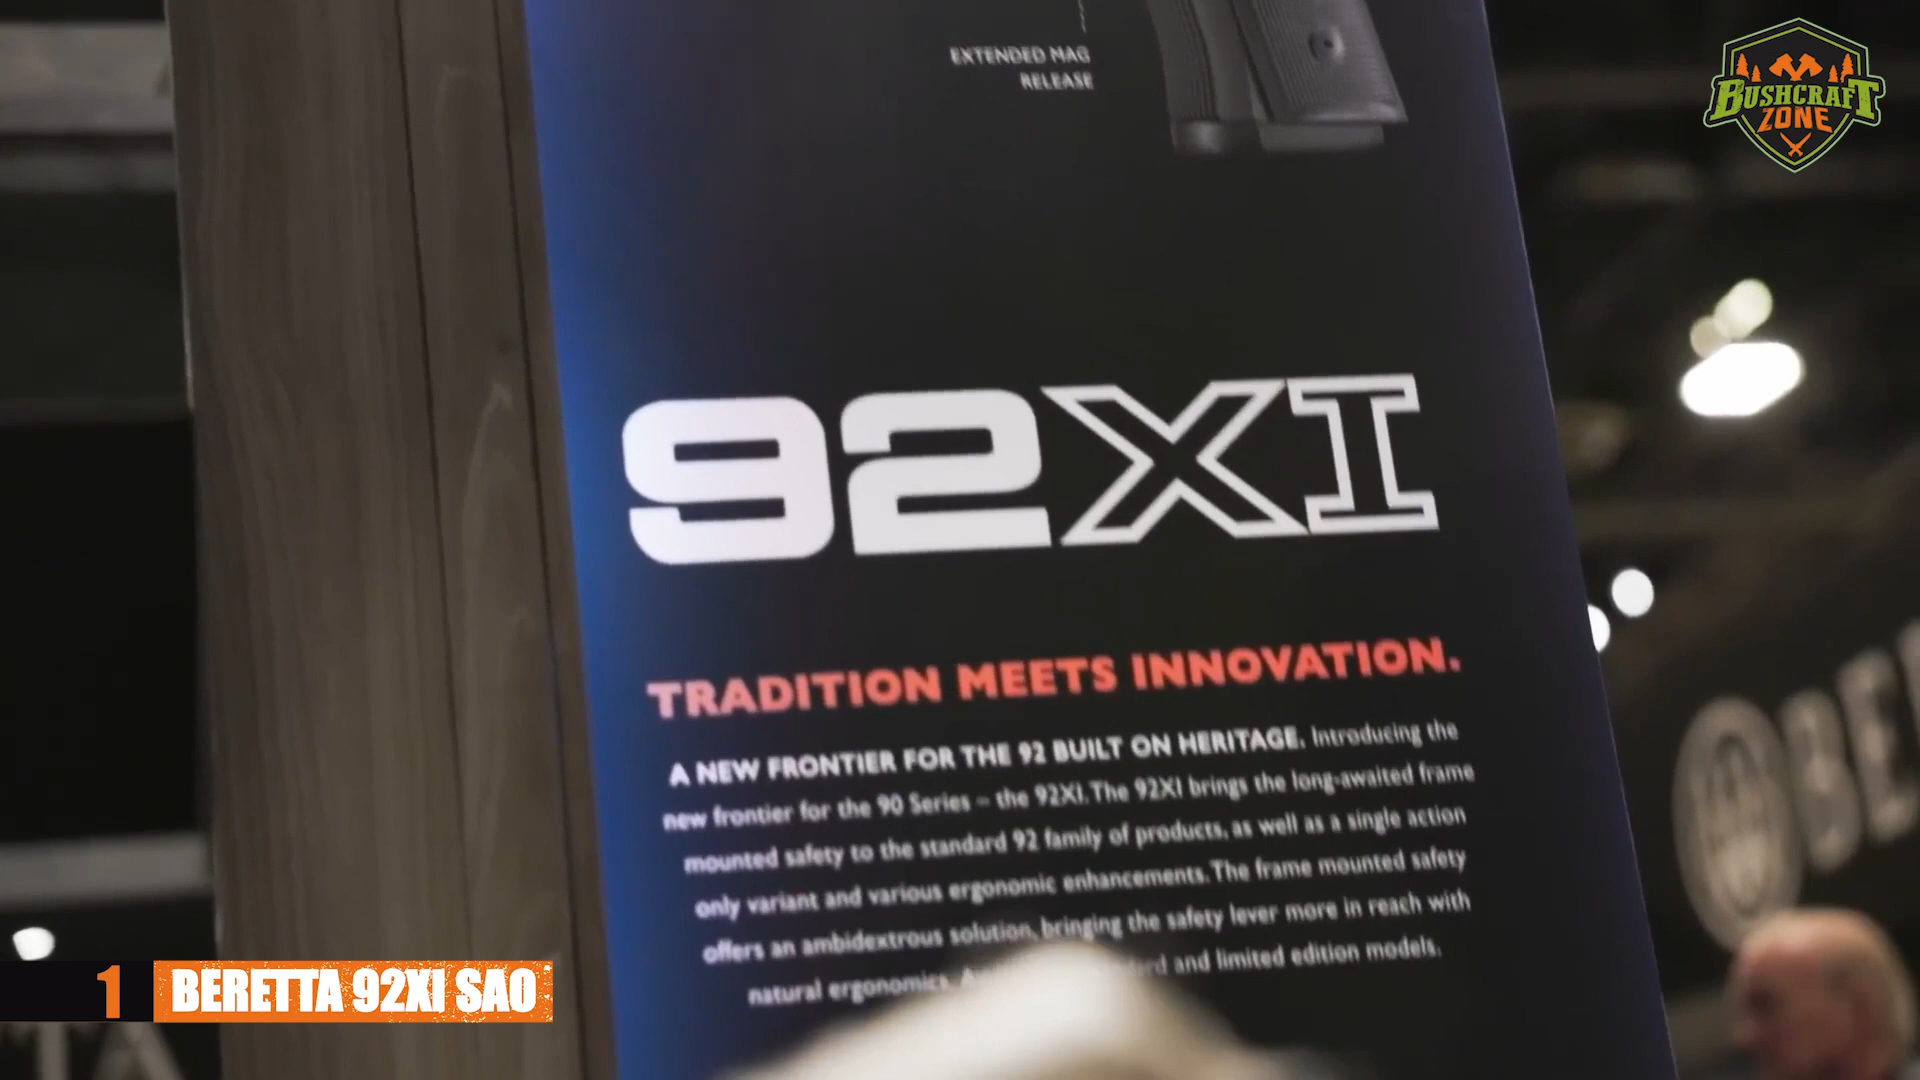 EXTENDED MAG
RELEASE
BUSHCRAFT
ZONE
92XI
TRADITION MEETS INNOVATION.
A NEW FRONTIER FOR THE 92 BUILT ON HERITAGE. Introducing the
new frontier for the 90 Series – the 92XI. The 92XI brings the long-awaited frame
mounted safety to the standard 92 family of products, as well as a single action
only variant and various ergonomic enhancements. The frame mounted safety
offers an ambidextrous solution, bringing the safety lever more in reach with
natural ergonomics. and limited edition models.
1 BERETTA 92XI SAO